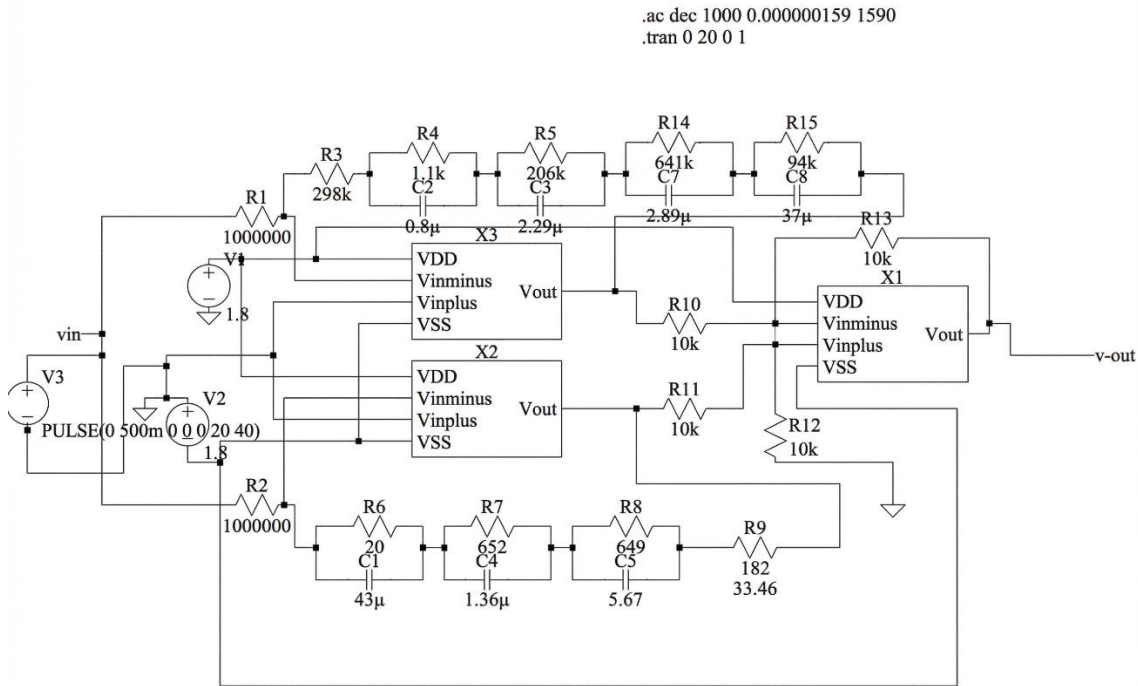 .ac dec 1000 0.000000159 1590
.tran 0 20 0 1
R4
1.1k
C2
0.8µ
R5
206k
C3
2.29µ
R14
641k
C7
2.89µ
R15
94k
C8
37µ
R3
298k
R1
1000000
R13
10k
X3
VDD
Vinminus
Vinplus
VSS
Vout
V1
1.8
R10
10k
X1
VDD
Vinminus
Vinplus
VSS
Vout
v-out
vin
X2
VDD
Vinminus
Vinplus
VSS
Vout
V3
PULSE(0 500m 0 0 0 20 40)
V2
1.8
R11
10k
R12
10k
R2
1000000
R6
20
C1
43µ
R7
652
C4
1.36µ
R8
649
C5
5.67
R9
182
33.46